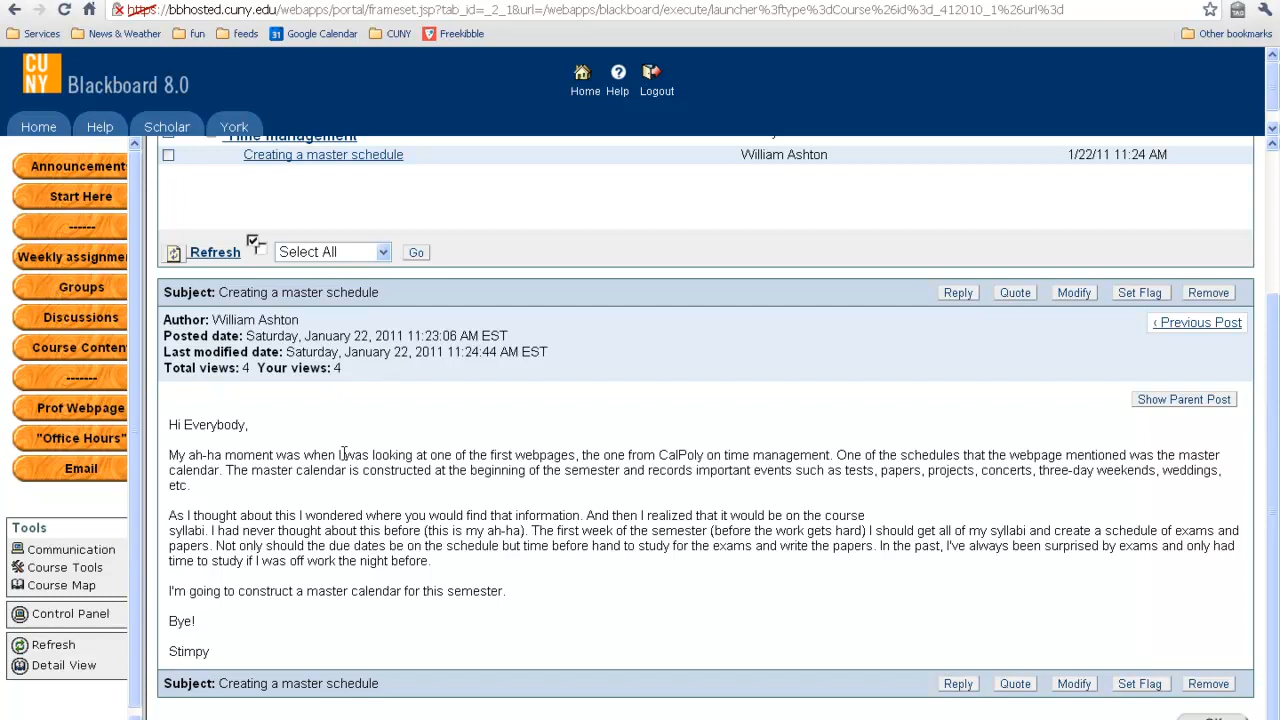 https://bbhosted.cuny.edu/webapps/portal/frameset.jsp?tab_id=_2_1&url=/webapps/blackboard/execute/launcher%3ftype%3dCourse%26id%3d_412010_1%26url%3d
Services News & Weather fun feeds 31 Google Calendar CUNY Freekibble Other bookmarks
CU
NY
Blackboard 8.0
Home Help Logout
Home Help Scholar York
Time management
Creating a master schedule William Ashton 1/22/11 11:24 AM
Refresh Select All Go
Announcement
Start Here
------
Weekly assignme
Groups
Discussions
Course Conten
-------
Prof Webpage
"Office Hours"
Email
Tools
Communication
Course Tools
Course Map
Control Panel
Refresh
Detail View
Subject: Creating a master schedule Reply Quote Modify Set Flag Remove
Author: William Ashton
Posted date: Saturday, January 22, 2011 11:23:06 AM EST
Last modified date: Saturday, January 22, 2011 11:24:44 AM EST
Total views: 4 Your views: 4
‹ Previous Post
Show Parent Post
Hi Everybody,
My ah-ha moment was when I was looking at one of the first webpages, the one from CalPoly on time management. One of the schedules that the webpage mentioned was the master
calendar. The master calendar is constructed at the beginning of the semester and records important events such as tests, papers, projects, concerts, three-day weekends, weddings,
etc.
As I thought about this I wondered where you would find that information. And then I realized that it would be on the course
syllabi. I had never thought about this before (this is my ah-ha). The first week of the semester (before the work gets hard) I should get all of my syllabi and create a schedule of exams and
papers. Not only should the due dates be on the schedule but time before hand to study for the exams and write the papers. In the past, I've always been surprised by exams and only had
time to study if I was off work the night before.
I'm going to construct a master calendar for this semester.
Bye!
Stimpy
Subject: Creating a master schedule Reply Quote Modify Set Flag Remove